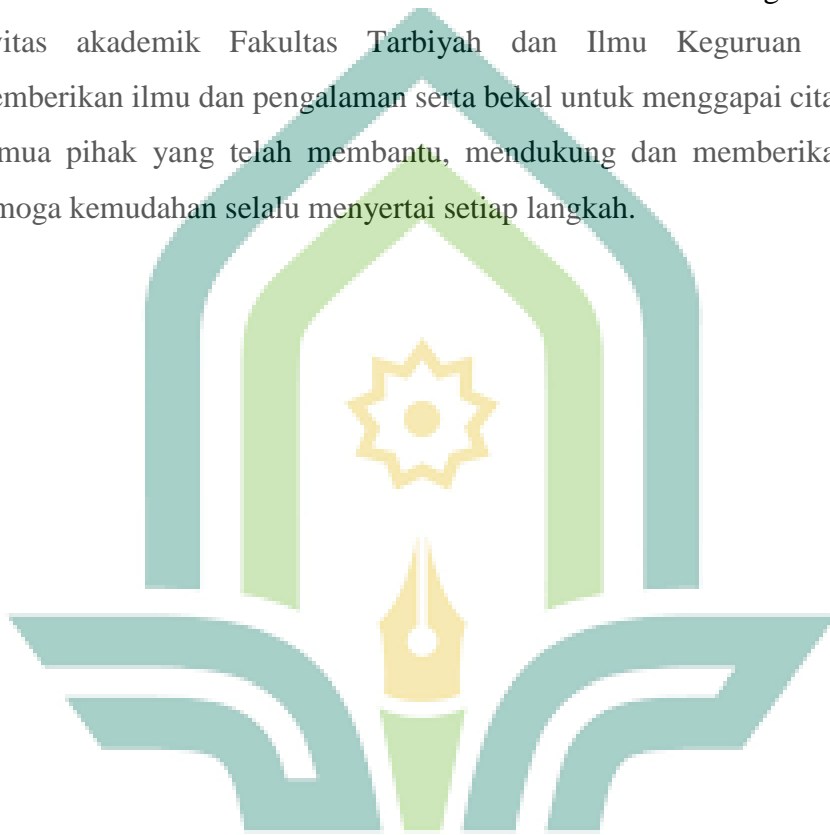 vitas akademik Fakultas Tarbiyah dan Ilmu Keguruan
emberikan ilmu dan pengalaman serta bekal untuk menggapai cita
mua pihak yang telah membantu, mendukung dan memberika
moga kemudahan selalu menyertai setiap langkah.